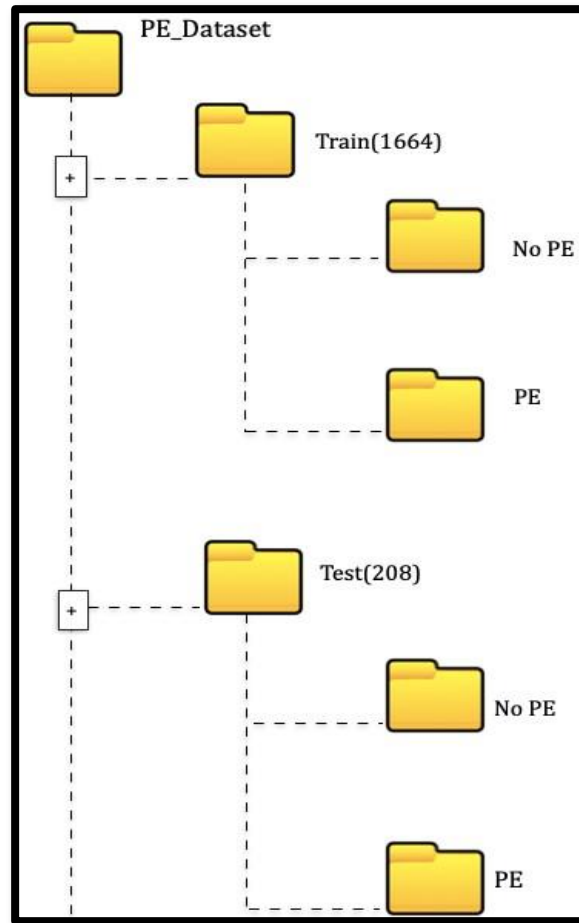 PE_Dataset
+
Train(1664)
No PE
PE
+
Test(208)
No PE
PE